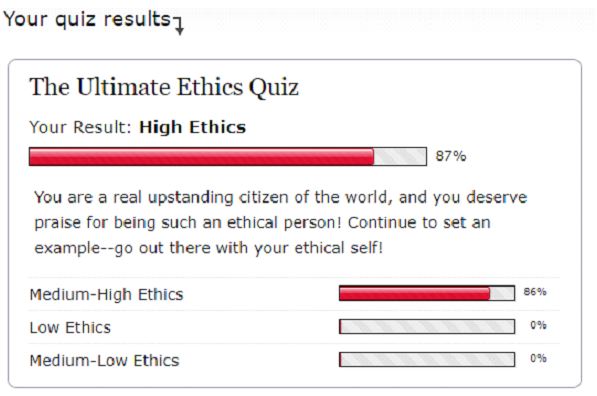 Your quiz results
The Ultimate Ethics Quiz
Your Result: High Ethics
87%
You are a real upstanding citizen of the world, and you deserve
praise for being such an ethical person! Continue to set an
example--go out there with your ethical self!
Medium-High Ethics 86%
Low Ethics 0%
Medium-Low Ethics 0%